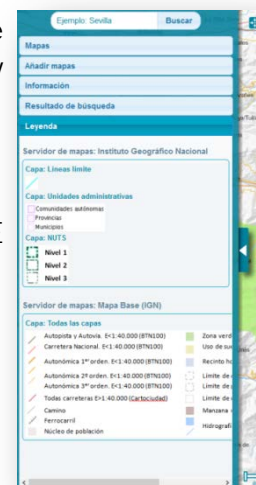 Ejemplo: Sevilla Buscar
Mapas
Añadir mapas
Información
Resultado de búsqueda
Leyenda
Servidor de mapas: Instituto Geográfico Nacional
Capa: Líneas límite
Capa: Unidades administrativas
Comunidades autónomas
Provincias
Municipios
Capa: NUTS
Nivel 1
Nivel 2
Nivel 3
Servidor de mapas: Mapa Base (IGN)
Capa: Todas las capas
Autopista y Autovía. E<1:40.000 (BTN100) Zona verd
Carretera Nacional. E<1:40.000 (BTN100) Uso de sue
Autonómica 1ᵉʳ orden. E<1:40.000 (BTN100) Recinto ho
Autonómica 2º orden. E<1:40.000 (BTN100) Límite de
Autonómica 3ᵉʳ orden. E<1:40.000 (BTN100) Límite de
Todas carreteras E>1:40.000 (Cartociudad) Límite de
Camino Manzana
Ferrocarril Hidrografí
Núcleo de población